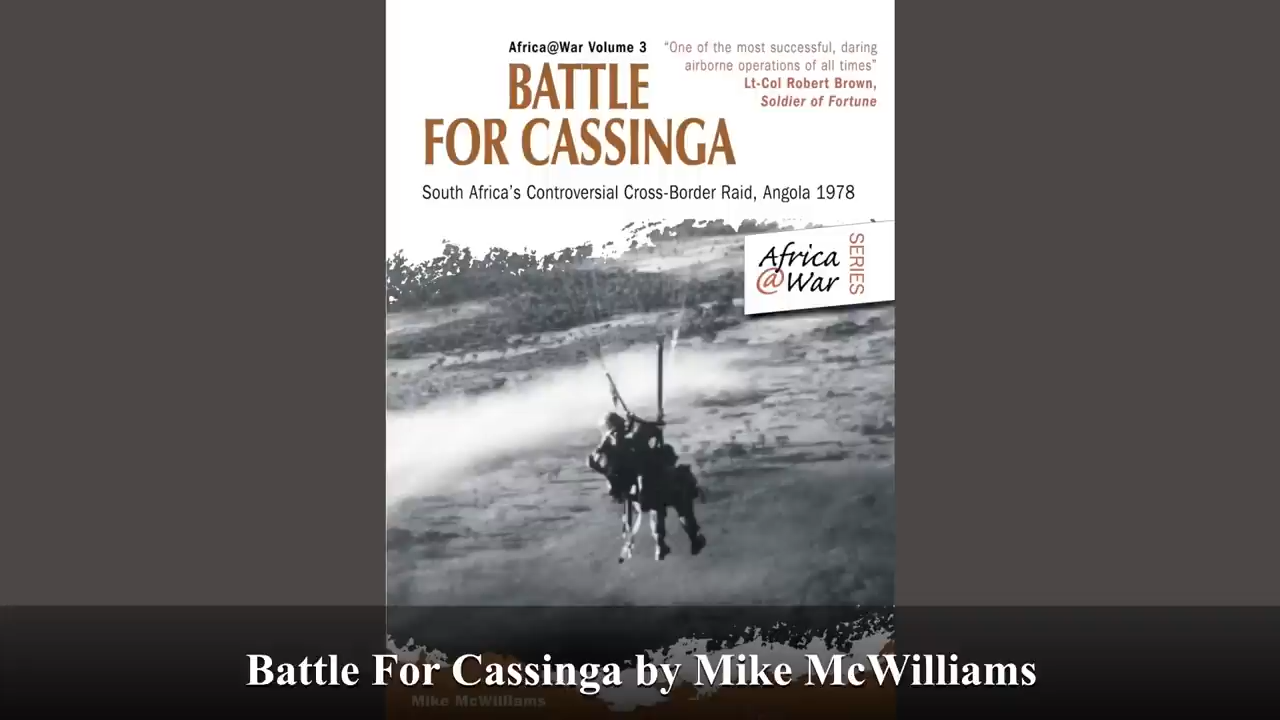 Africa@War Volume 3
"One of the most successful, daring
airborne operations of all times"
Lt-Col Robert Brown,
Soldier of Fortune
BATTLE
FOR CASSINGA
South Africa's Controversial Cross-Border Raid, Angola 1978
Africa
@War
SERIES
Battle For Cassinga by Mike McWilliams
Mike McWilliams